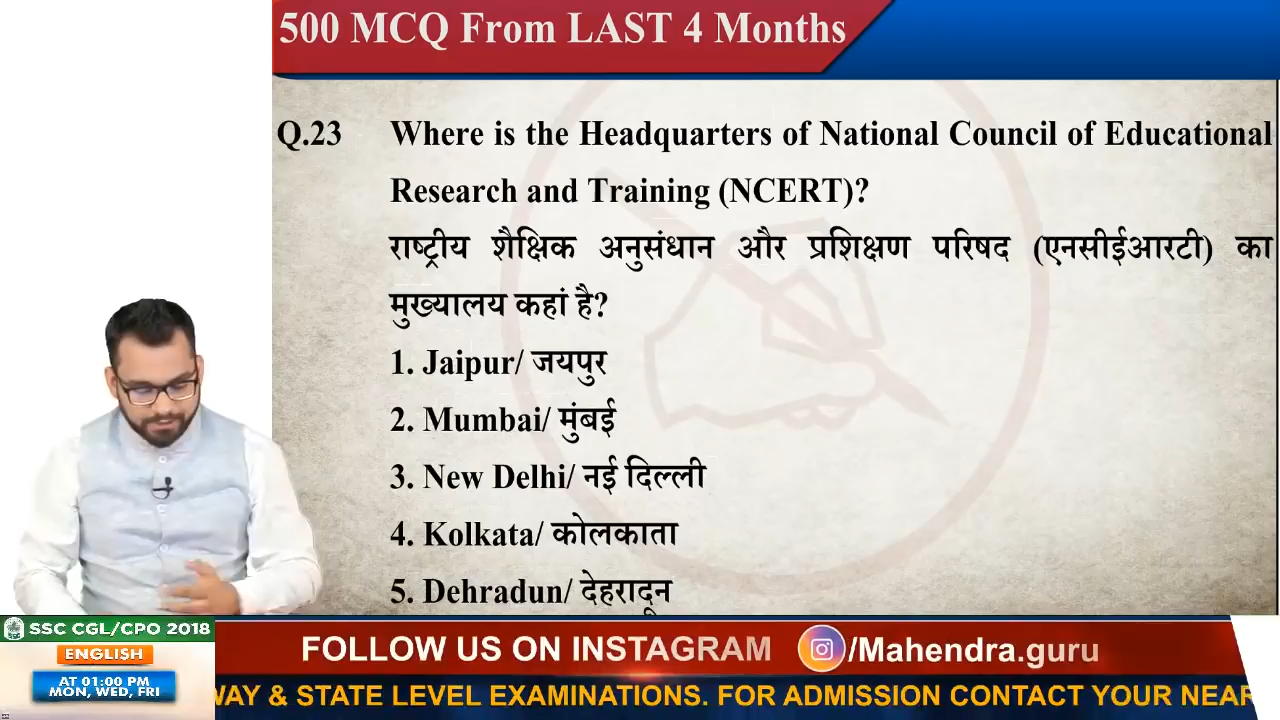 500 MCQ From LAST 4 Months
Q.23 Where is the Headquarters of National Council of Educational
Research and Training (NCERT)?
राष्ट्रीय शैक्षिक अनुसंधान और प्रशिक्षण परिषद (एनसीईआरटी) का
मुख्यालय कहां है?
1. Jaipur/ जयपुर
2. Mumbai/ मुंबई
3. New Delhi/ नई दिल्ली
4. Kolkata/ कोलकाता
5. Dehradun/ देहरादून
SSC CGL/CPO 2018
ENGLISH
AT 01:00 PM
MON, WED, FRI
FOLLOW US ON INSTAGRAM /Mahendra.guru
WAY & STATE LEVEL EXAMINATIONS. FOR ADMISSION CONTACT YOUR NEAR